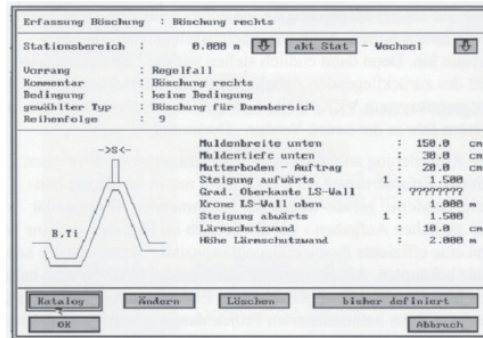 Erfassung Böschung : Böschung rechts
Stationsbereich : 0.000 m akt Stat - Wechsel
Vorrang : Regelfall
Kommentar : Böschung rechts
Bedingung : keine Bedingung
gewählter Typ : Böschung für Dammbereich
Reihenfolge : 9
->S<-
B,Ti
Muldenbreite unten : 150.0 cm
Muldentiefe unten : 30.0 cm
Mutterboden - Auftrag : 20.0 cm
Steigung aufwärts 1 : 1.500
Grad. Oberkante LS-Wall : ????????
Krone LS-Wall oben : 1.000 m
Steigung abwärts 1 : 1.500
Lärmschutzwand : 10.0 cm
Höhe Lärmschutzwand : 2.000 m
Katalog Ändern Löschen bisher definiert
OK Abbruch